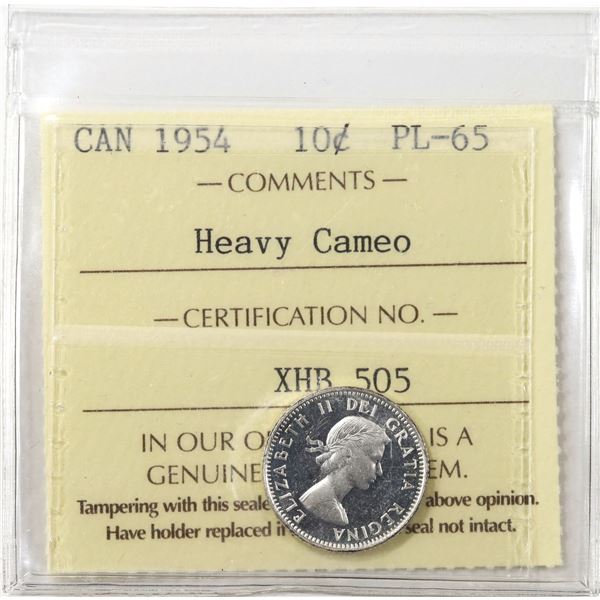 CAN 1954 10¢ PL-65
— COMMENTS —
Heavy Cameo
— CERTIFICATION NO. —
XHB 505
IN OUR O IS A
GENUINE EM.
Tampering with this seale above opinion.
Have holder replaced i seal not intact.
ELIZABETH II DEI GRATIA REGINA